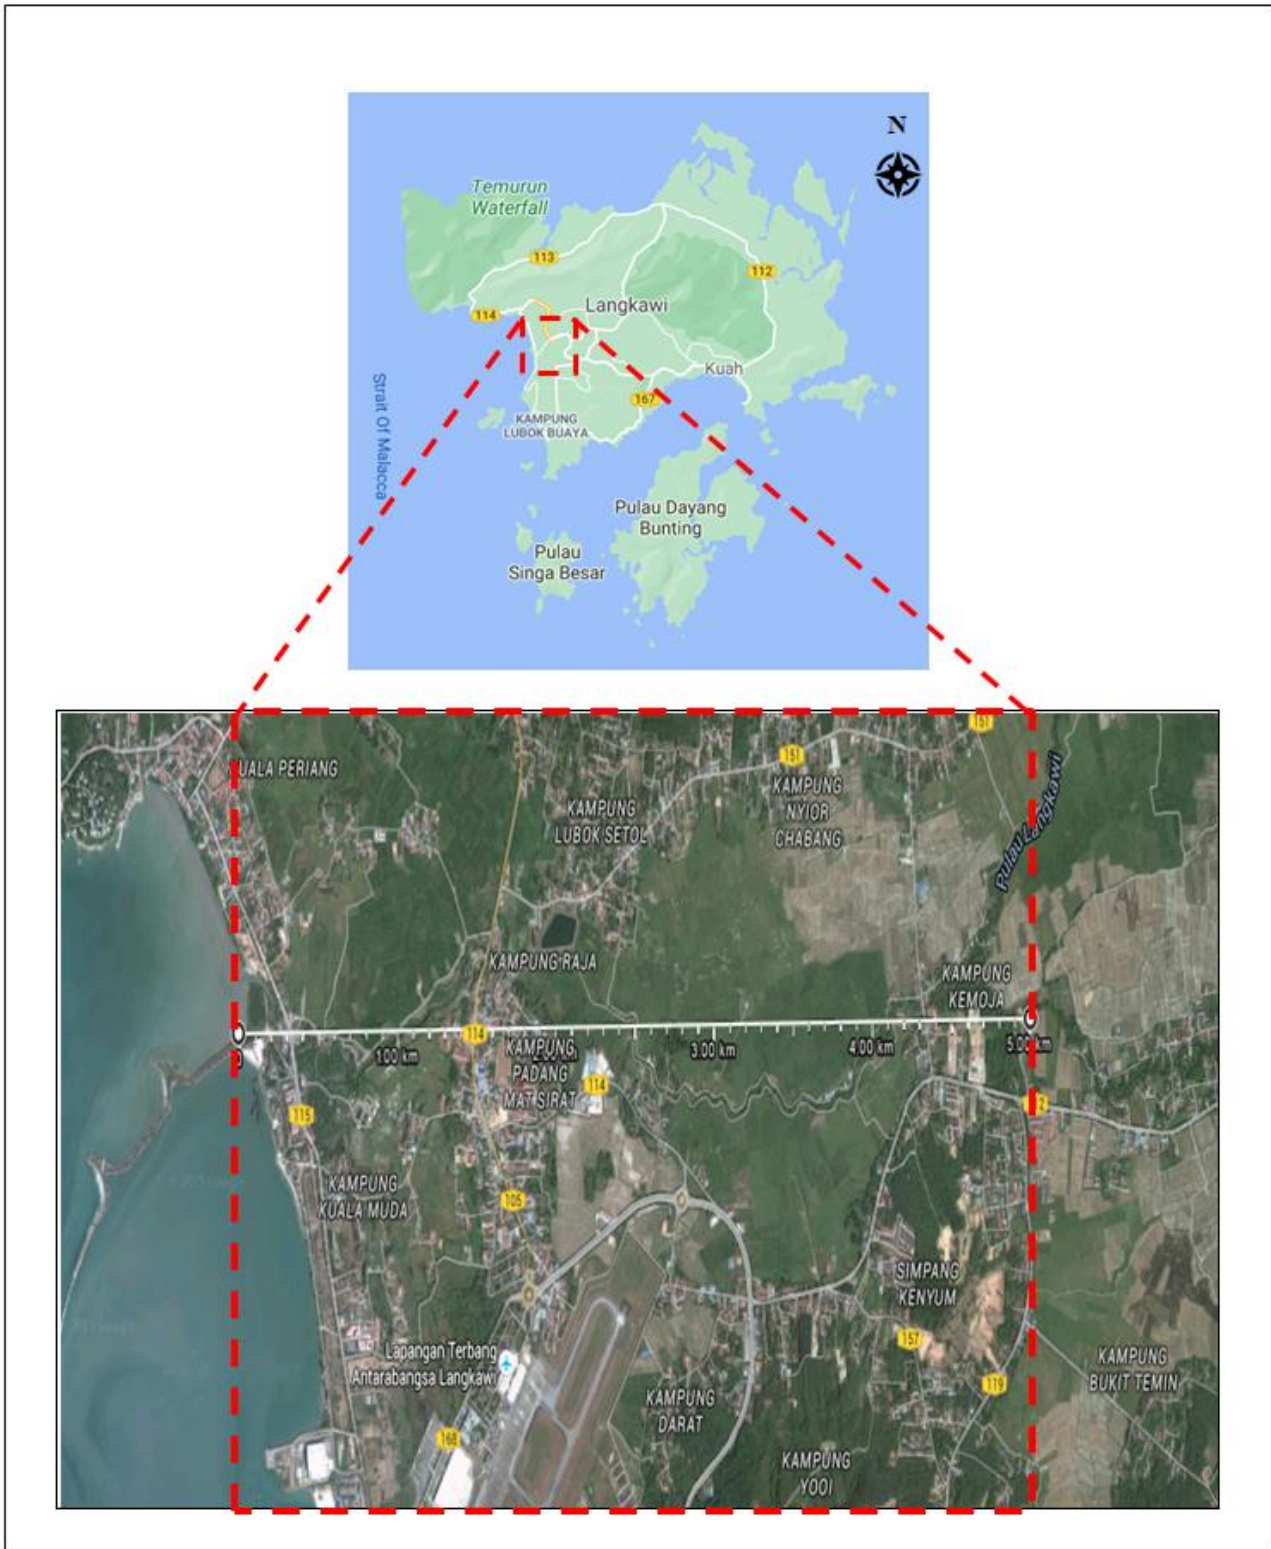 N
Temurun
Waterfall
113
112
Langkawi
114
Kuah
167
KAMPUNG
LUBOK BUAYA
Strait Of Malacca
Pulau Dayang
Bunting
Pulau
Singa Besar
151
151
UALA PERIANG
KAMPUNG
NYIOR
CHABANG
KAMPUNG
LUBOK SETOL
Pulau Langkawi
KAMPUNG RAJA
KAMPUNG
KEMOJA
114
0
1.00 km
3.00 km
4.00 km
5.00 km
KAMPUNG
PADANG
MAT SIRAT
114
115
2
KAMPUNG
KUALA MUDA
105
SIMPANG
KENYUM
157
Lapangan Terbang
Antarabangsa Langkawi
KAMPUNG
BUKIT TEMIN
119
KAMPUNG
DARAT
168
KAMPUNG
YOOI